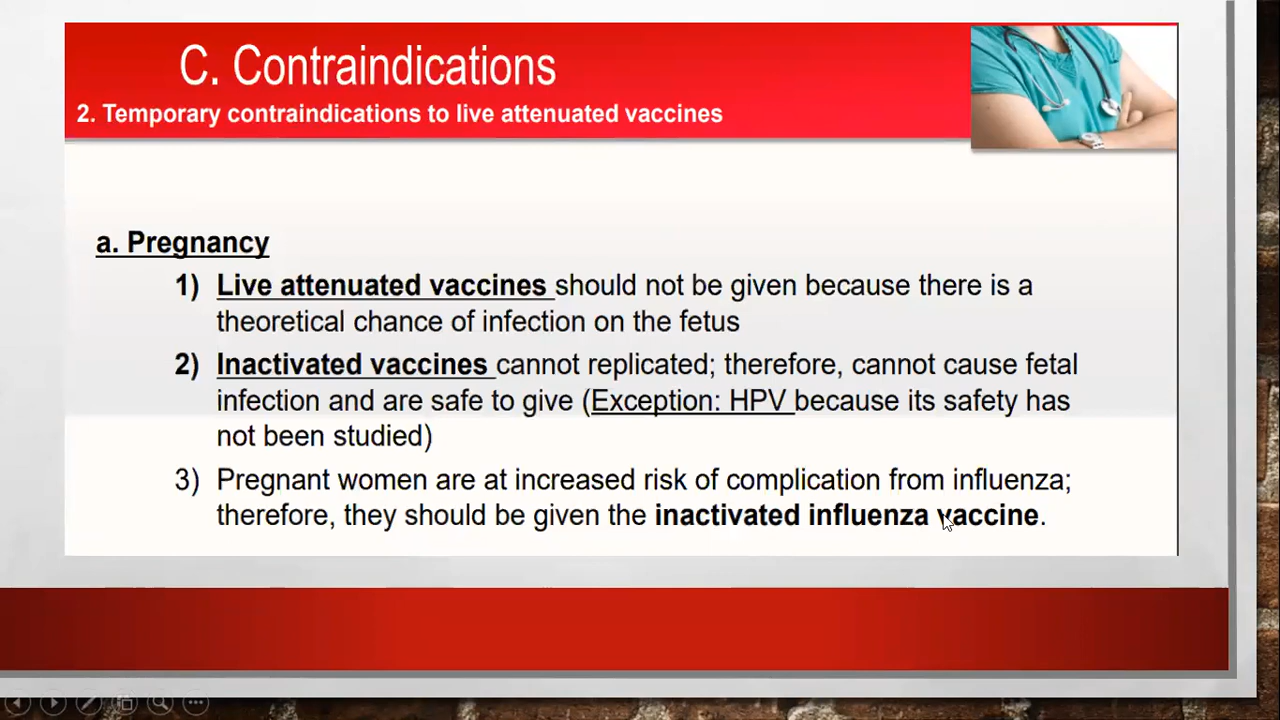 C. Contraindications
2. Temporary contraindications to live attenuated vaccines
a. Pregnancy
1) Live attenuated vaccines should not be given because there is a
theoretical chance of infection on the fetus
2) Inactivated vaccines cannot replicated; therefore, cannot cause fetal
infection and are safe to give (Exception: HPV because its safety has
not been studied)
3) Pregnant women are at increased risk of complication from influenza;
therefore, they should be given the inactivated influenza vaccine.